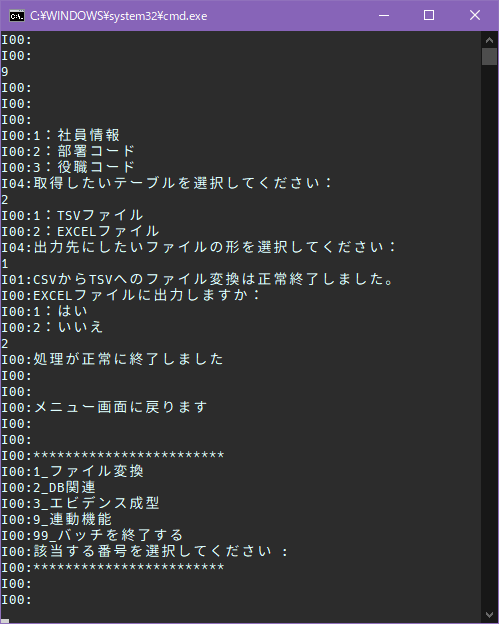 C:¥WINDOWS¥system32¥cmd.exe
I00:
I00:
9
I00:
I00:
I00:
I00:1：社員情報
I00:2：部署コード
I00:3：役職コード
I04:取得したいテーブルを選択してください：
2
I00:1：TSVファイル
I00:2：EXCELファイル
I04:出力先にしたいファイルの形を選択してください：
1
I01:CSVからTSVへのファイル変換は正常終了しました。
I00:EXCELファイルに出力しますか：
I00:1：はい
I00:2：いいえ
2
I00:処理が正常に終了しました
I00:
I00:
I00:メニュー画面に戻ります
I00:
I00:
I00:************************
I00:1_ファイル変換
I00:2_DB関連
I00:3_エビデンス成型
I00:9_連動機能
I00:99_バッチを終了する
I00:該当する番号を選択してください :
I00:************************
I00:
I00: